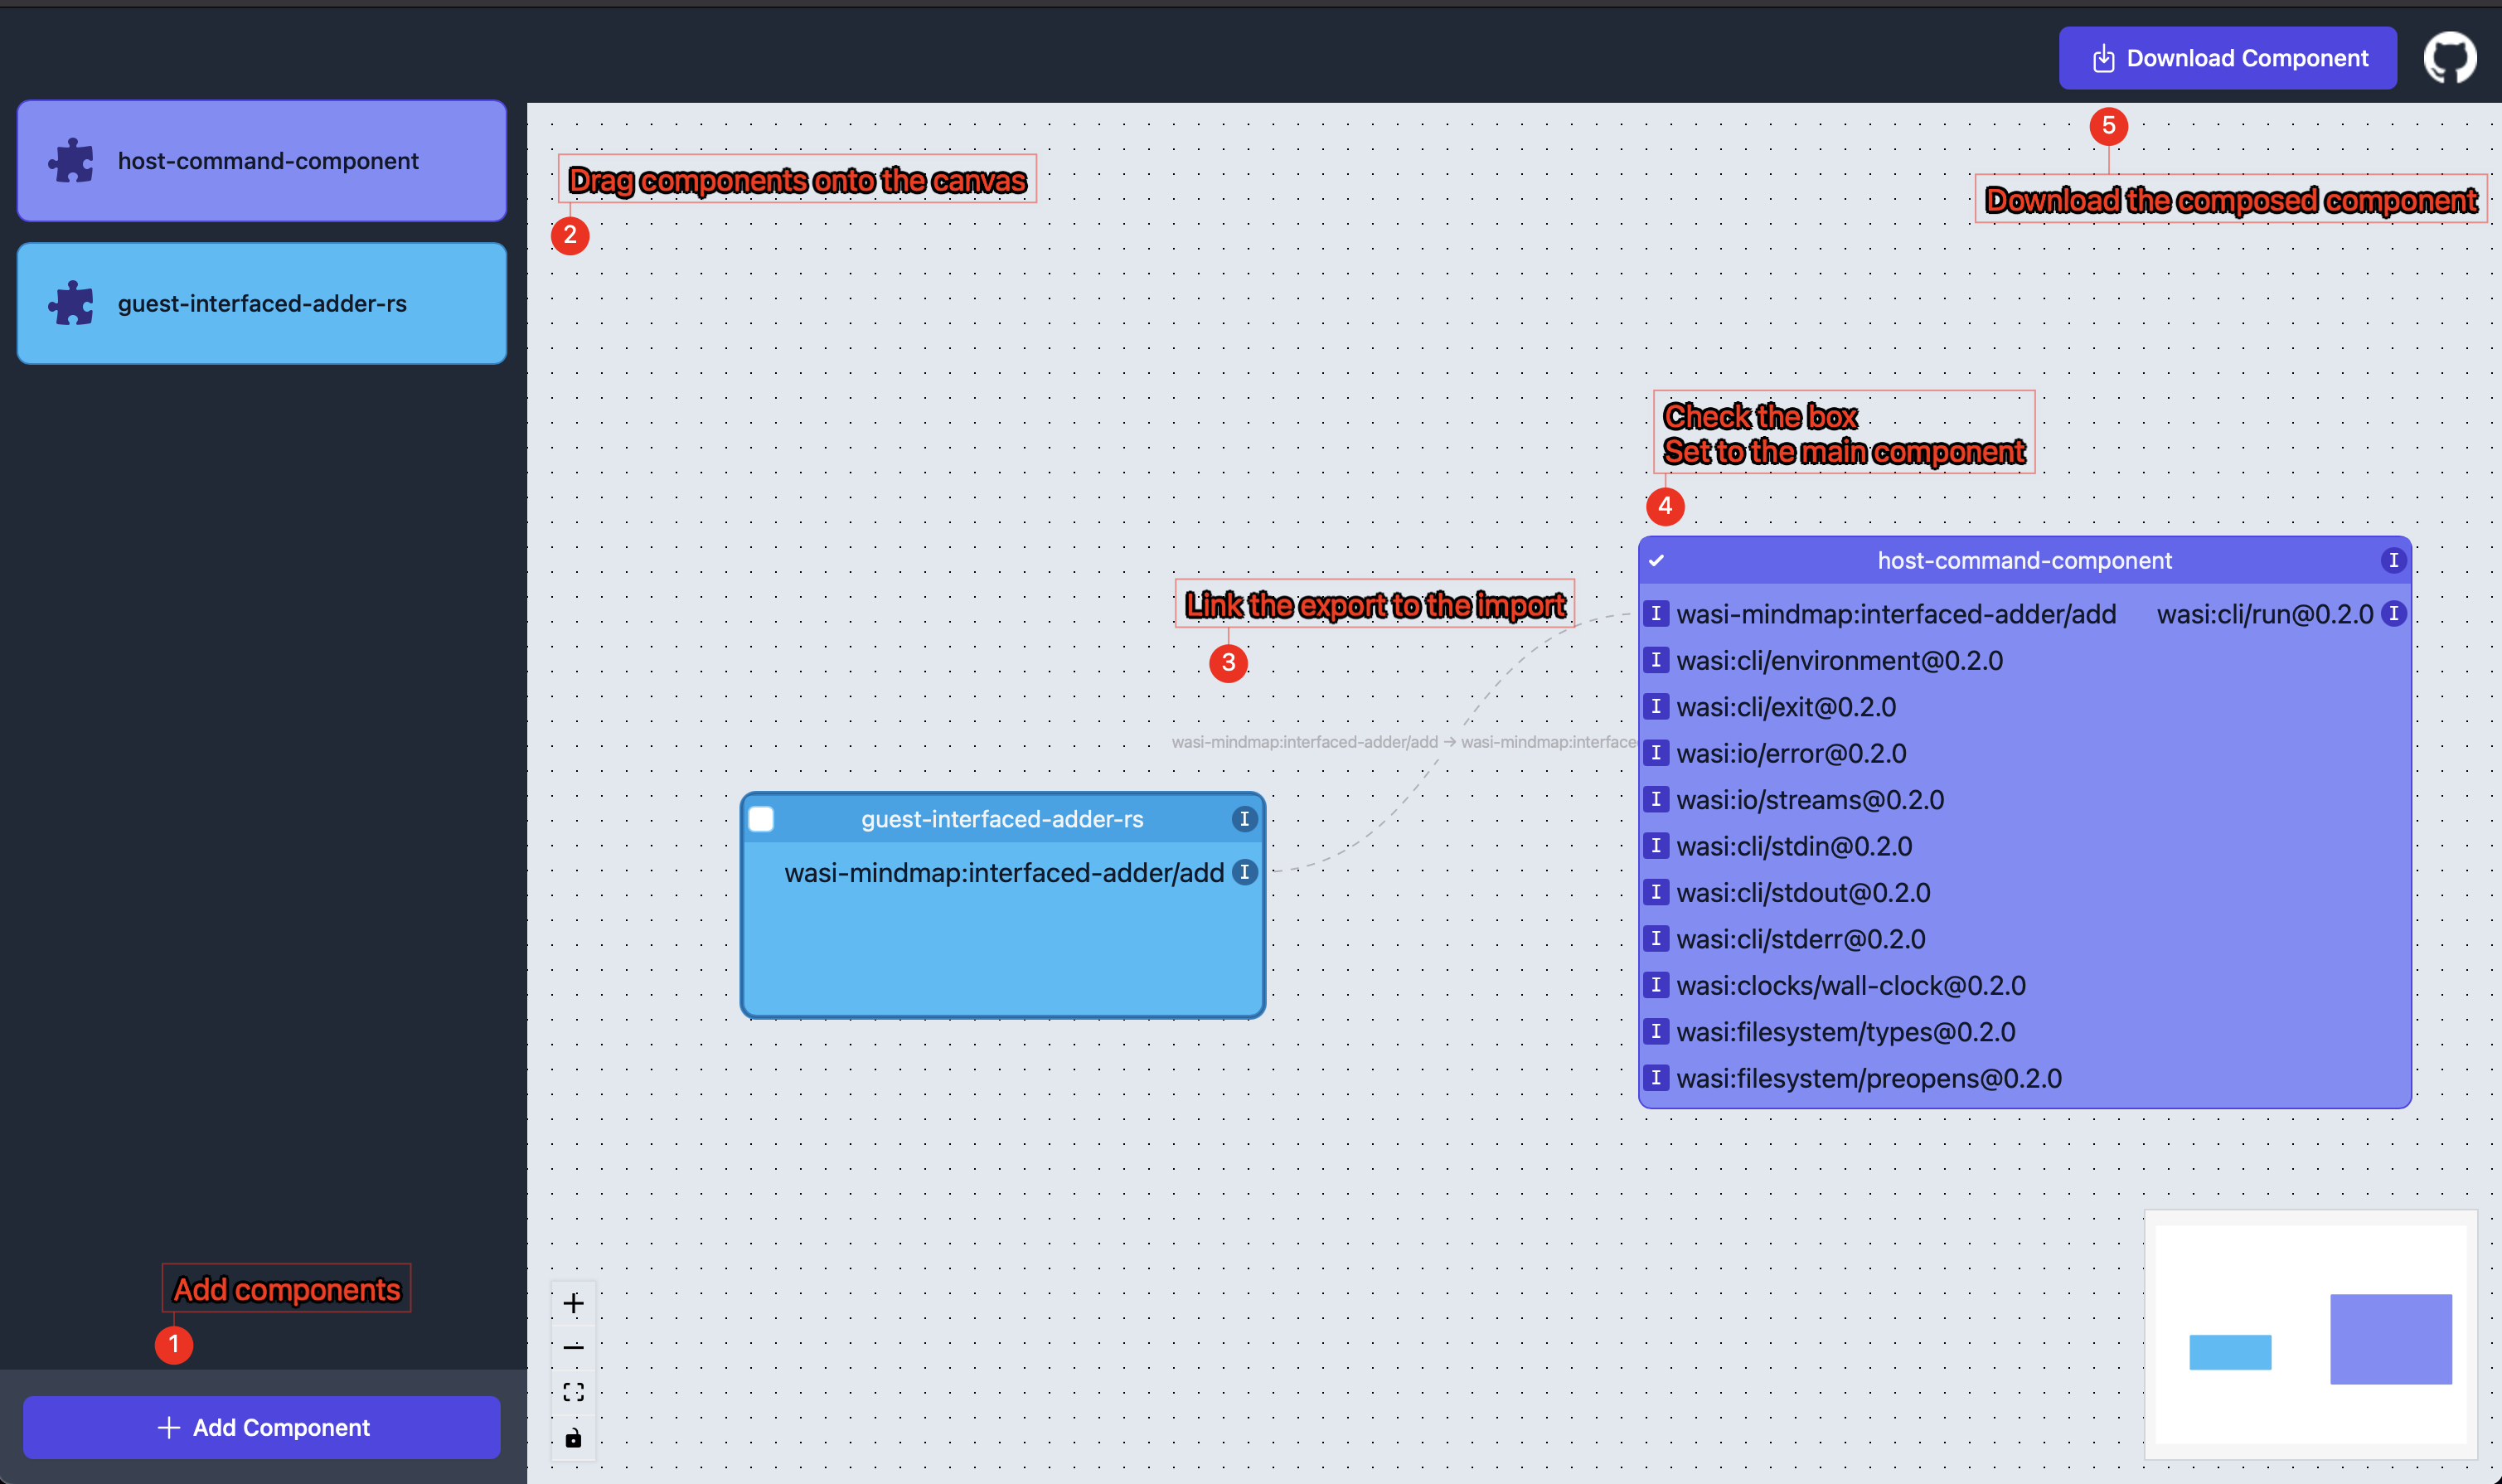 Download Component
host-command-component
guest-interfaced-adder-rs
5
Drag components onto the canvas
2
Download the composed component
Check the box
Set to the main component
4
host-command-component I
Link the export to the import
3
I wasi-mindmap:interfaced-adder/add wasi:cli/run@0.2.0 I
I wasi:cli/environment@0.2.0
I wasi:cli/exit@0.2.0
wasi-mindmap:interfaced-adder/add → wasi-mindmap:interface
I wasi:io/error@0.2.0
I wasi:io/streams@0.2.0
I wasi:cli/stdin@0.2.0
I wasi:cli/stdout@0.2.0
I wasi:cli/stderr@0.2.0
I wasi:clocks/wall-clock@0.2.0
I wasi:filesystem/types@0.2.0
I wasi:filesystem/preopens@0.2.0
guest-interfaced-adder-rs I
wasi-mindmap:interfaced-adder/add I
Add components
1
Add Component